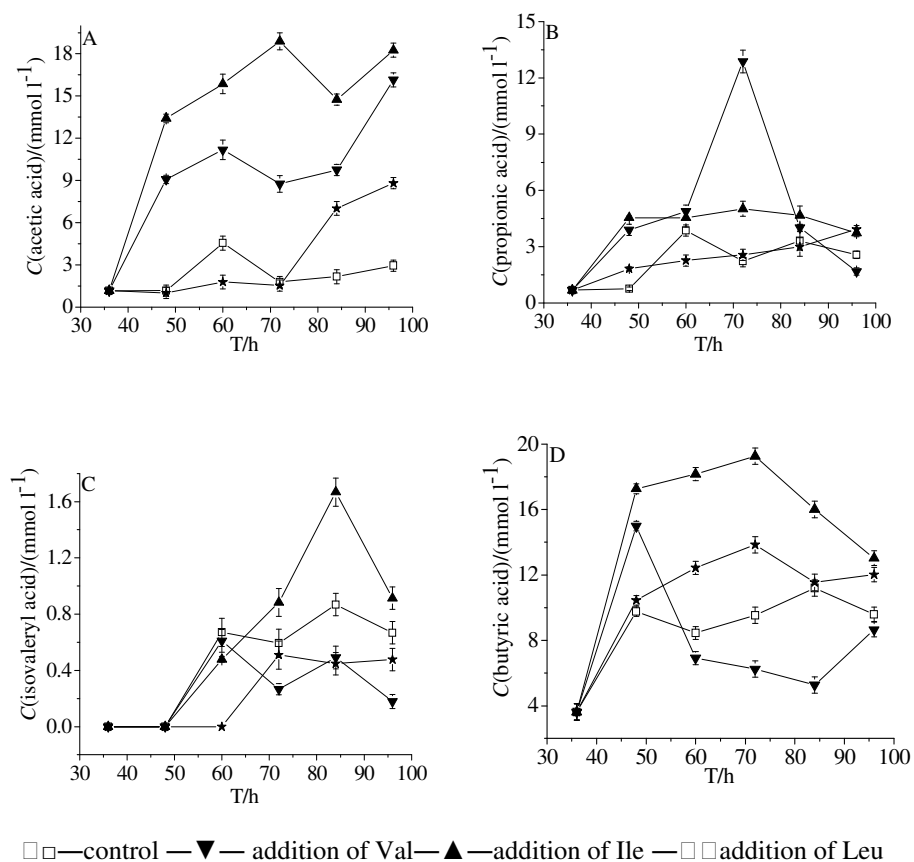 A
C(acetic acid)/(mmol l⁻¹)
18
15
12
9
6
3
0
30 40 50 60 70 80 90 100
T/h
B
C(propionic acid)/(mmol l⁻¹)
15
12
9
6
3
0
30 40 50 60 70 80 90 100
T/h
C
C(isovaleryl acid)/(mmol l⁻¹)
1.6
1.2
0.8
0.4
0.0
30 40 50 60 70 80 90 100
T/h
D
C(butyric acid)/(mmol l⁻¹)
20
16
12
8
4
30 40 50 60 70 80 90 100
T/h
□□—control —▼— addition of Val—▲—addition of Ile —□□addition of Leu